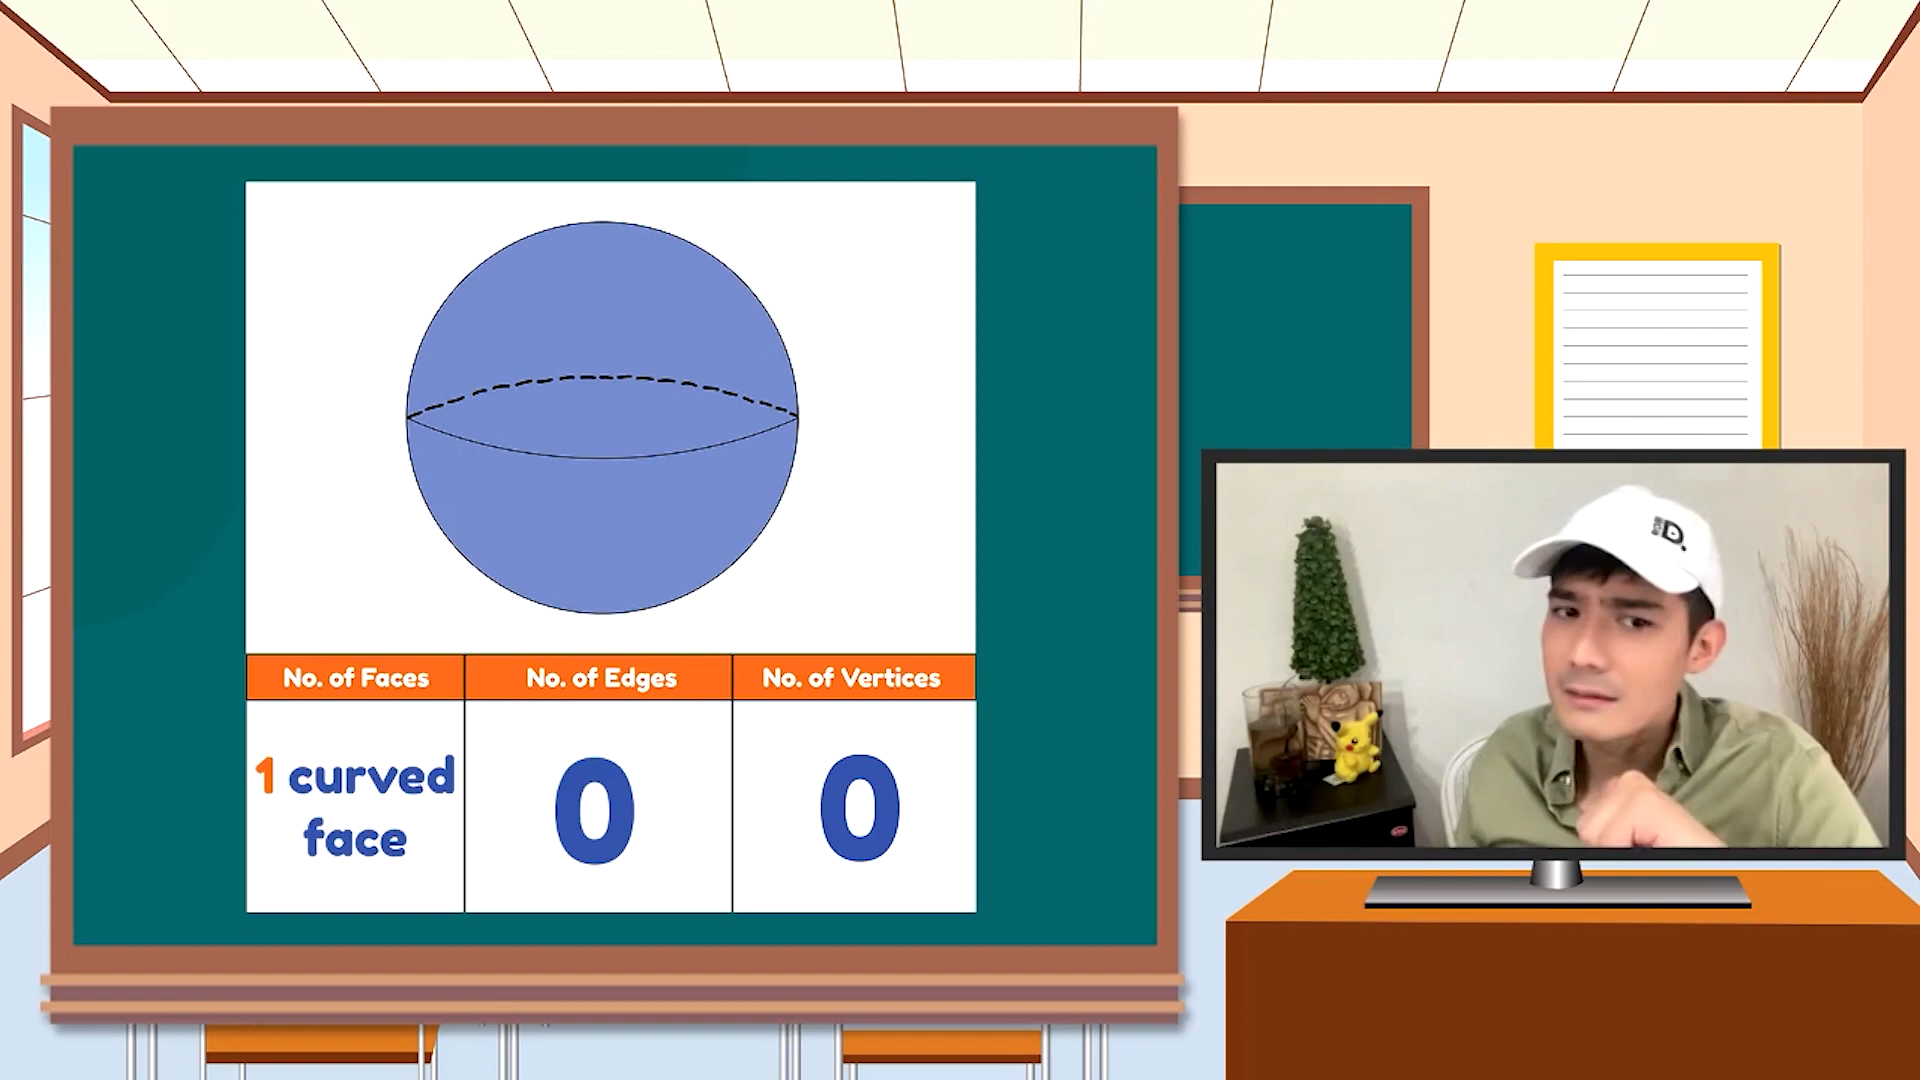 No. of Faces
No. of Edges
No. of Vertices
1 curved
face
0
0
D.